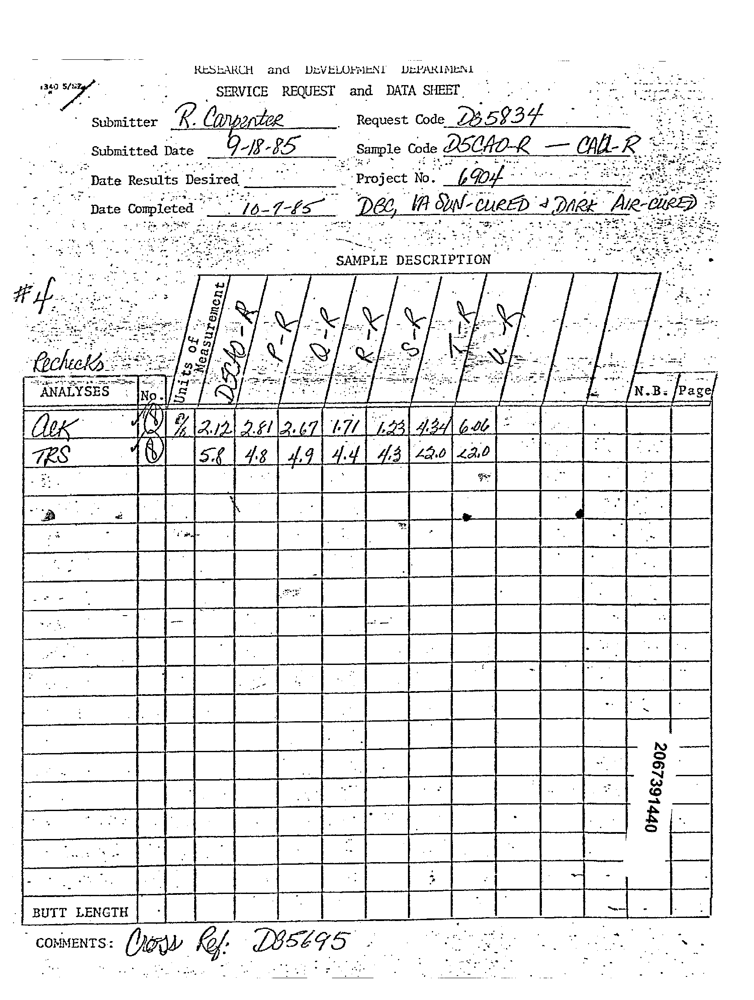 RESEARCH and DEVELOPMENT DEPARTMENT
SERVICE REQUEST and DATA SHEET
Submitter R. Carpenter Request Code D85834
Submitted Date 9-18-85 Sample Code D5CAO-R — CAU-R
Date Results Desired Project No. 6904
Date Completed 10-7-85 DBC, VA SUN-CURED & DARK AIR-CURED
SAMPLE DESCRIPTION
#4
Rechecks
ANALYSES No. Units of Measurement D5CAO-R P-R Q-R R-R S-R T-R U-R N.B. Page
ALK ✓ 8 % 2.12 2.81 2.67 1.71 1.23 4.34 6.06
TRS ✓ 8 5.8 4.8 4.9 4.4 4.3 <2.0 <2.0
2067391440
BUTT LENGTH
COMMENTS: Cross Ref: D85695